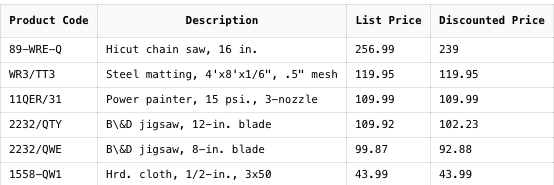 Product Code Description List Price Discounted Price
89-WRE-Q Hicut chain saw, 16 in. 256.99 239
WR3/TT3 Steel matting, 4'x8'x1/6", .5" mesh 119.95 119.95
11QER/31 Power painter, 15 psi., 3-nozzle 109.99 109.99
2232/QTY B\&D jigsaw, 12-in. blade 109.92 102.23
2232/QWE B\&D jigsaw, 8-in. blade 99.87 92.88
1558-QW1 Hrd. cloth, 1/2-in., 3x50 43.99 43.99